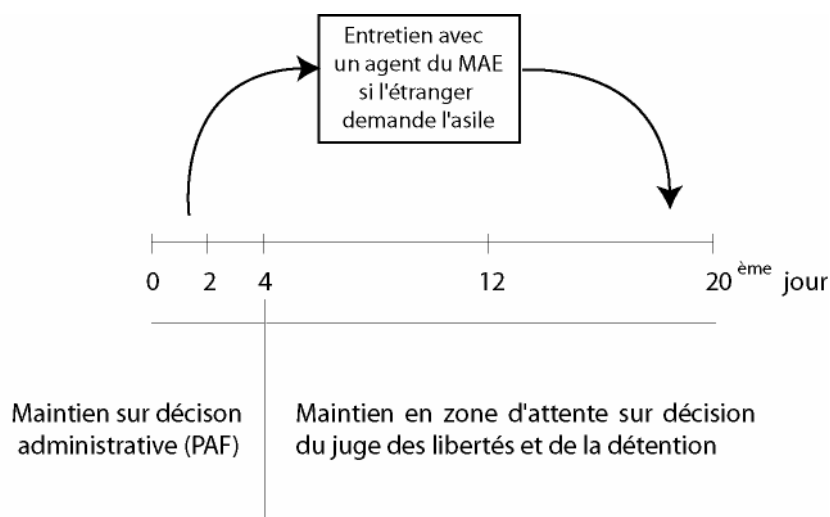 Entretien avec
un agent du MAE
si l'étranger
demande l'asile
0 2 4 12 20 ème jour
Maintien sur décison
administrative (PAF)
Maintien en zone d'attente sur décision
du juge des libertés et de la détention